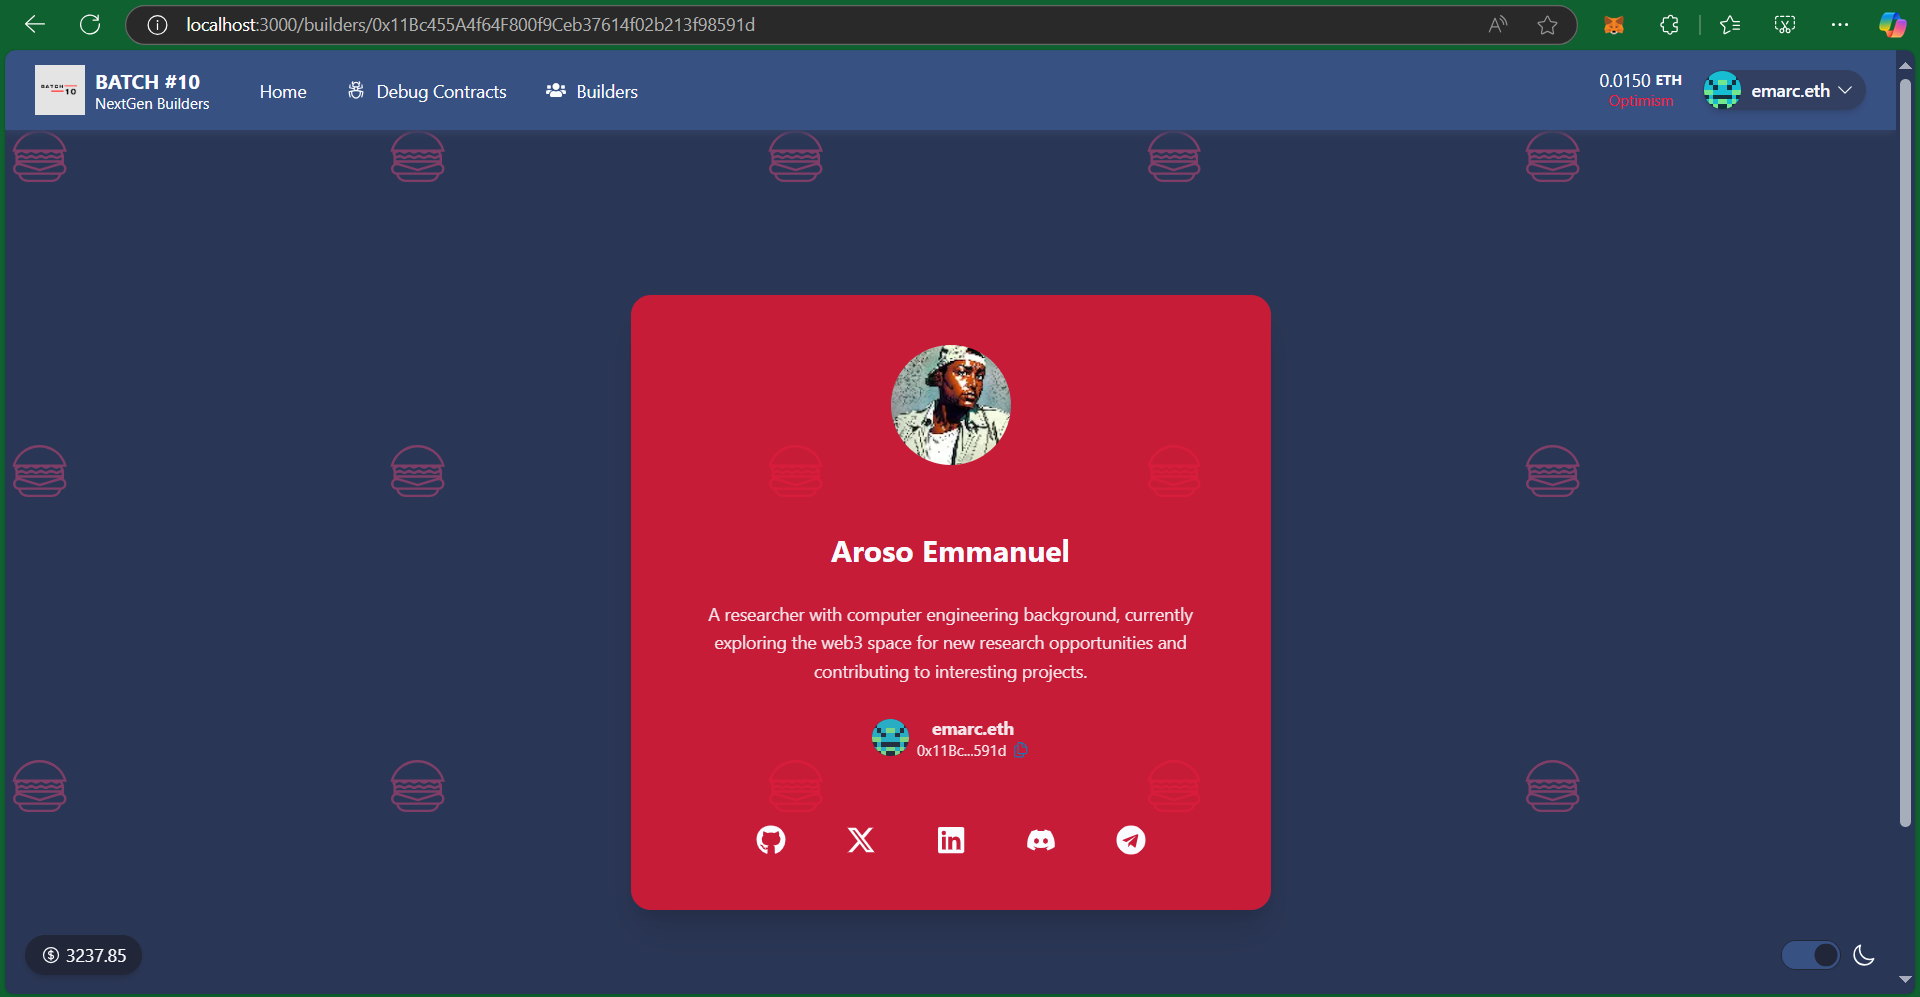 localhost:3000/builders/0x11Bc455A4f64F800f9Ceb37614f02b213f98591d
BATCH
10
BATCH #10
NextGen Builders
Home
Debug Contracts
Builders
0.0150 ETH
Optimism
emarc.eth
Aroso Emmanuel
A researcher with computer engineering background, currently
exploring the web3 space for new research opportunities and
contributing to interesting projects.
emarc.eth
0x11Bc...591d
3237.85